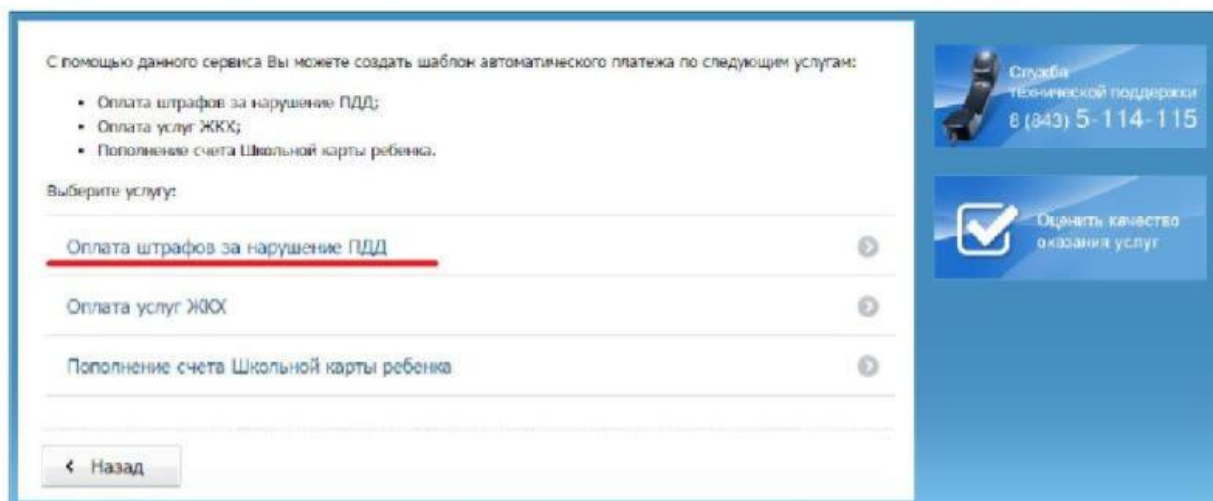 С помощью данного сервиса Вы можете создать шаблон автоматического платежа по следующим услугам:
Оплата штрафов за нарушение ПДД;
Оплата услуг ЖКХ;
Пополнение счета Школьной карты ребенка.
Выберите услугу:
Оплата штрафов за нарушение ПДД
Оплата услуг ЖКХ
Пополнение счета Школьной карты ребенка
Назад
Служба
технической поддержки
8 (843) 5-114-115
Оценить качество
оказания услуг